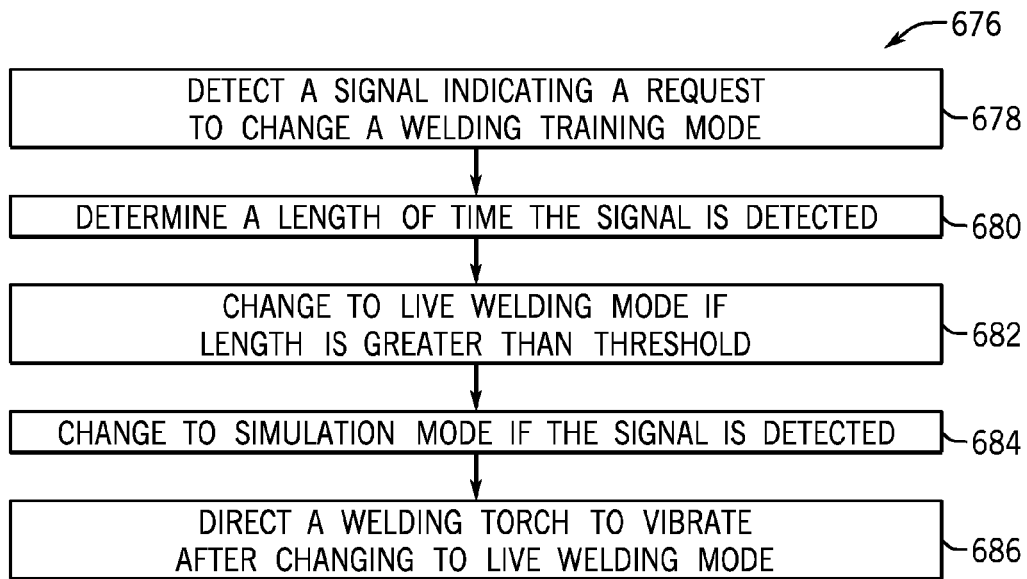 676
DETECT A SIGNAL INDICATING A REQUEST
TO CHANGE A WELDING TRAINING MODE
678
DETERMINE A LENGTH OF TIME THE SIGNAL IS DETECTED
680
CHANGE TO LIVE WELDING MODE IF
LENGTH IS GREATER THAN THRESHOLD
682
CHANGE TO SIMULATION MODE IF THE SIGNAL IS DETECTED
684
DIRECT A WELDING TORCH TO VIBRATE
AFTER CHANGING TO LIVE WELDING MODE
686